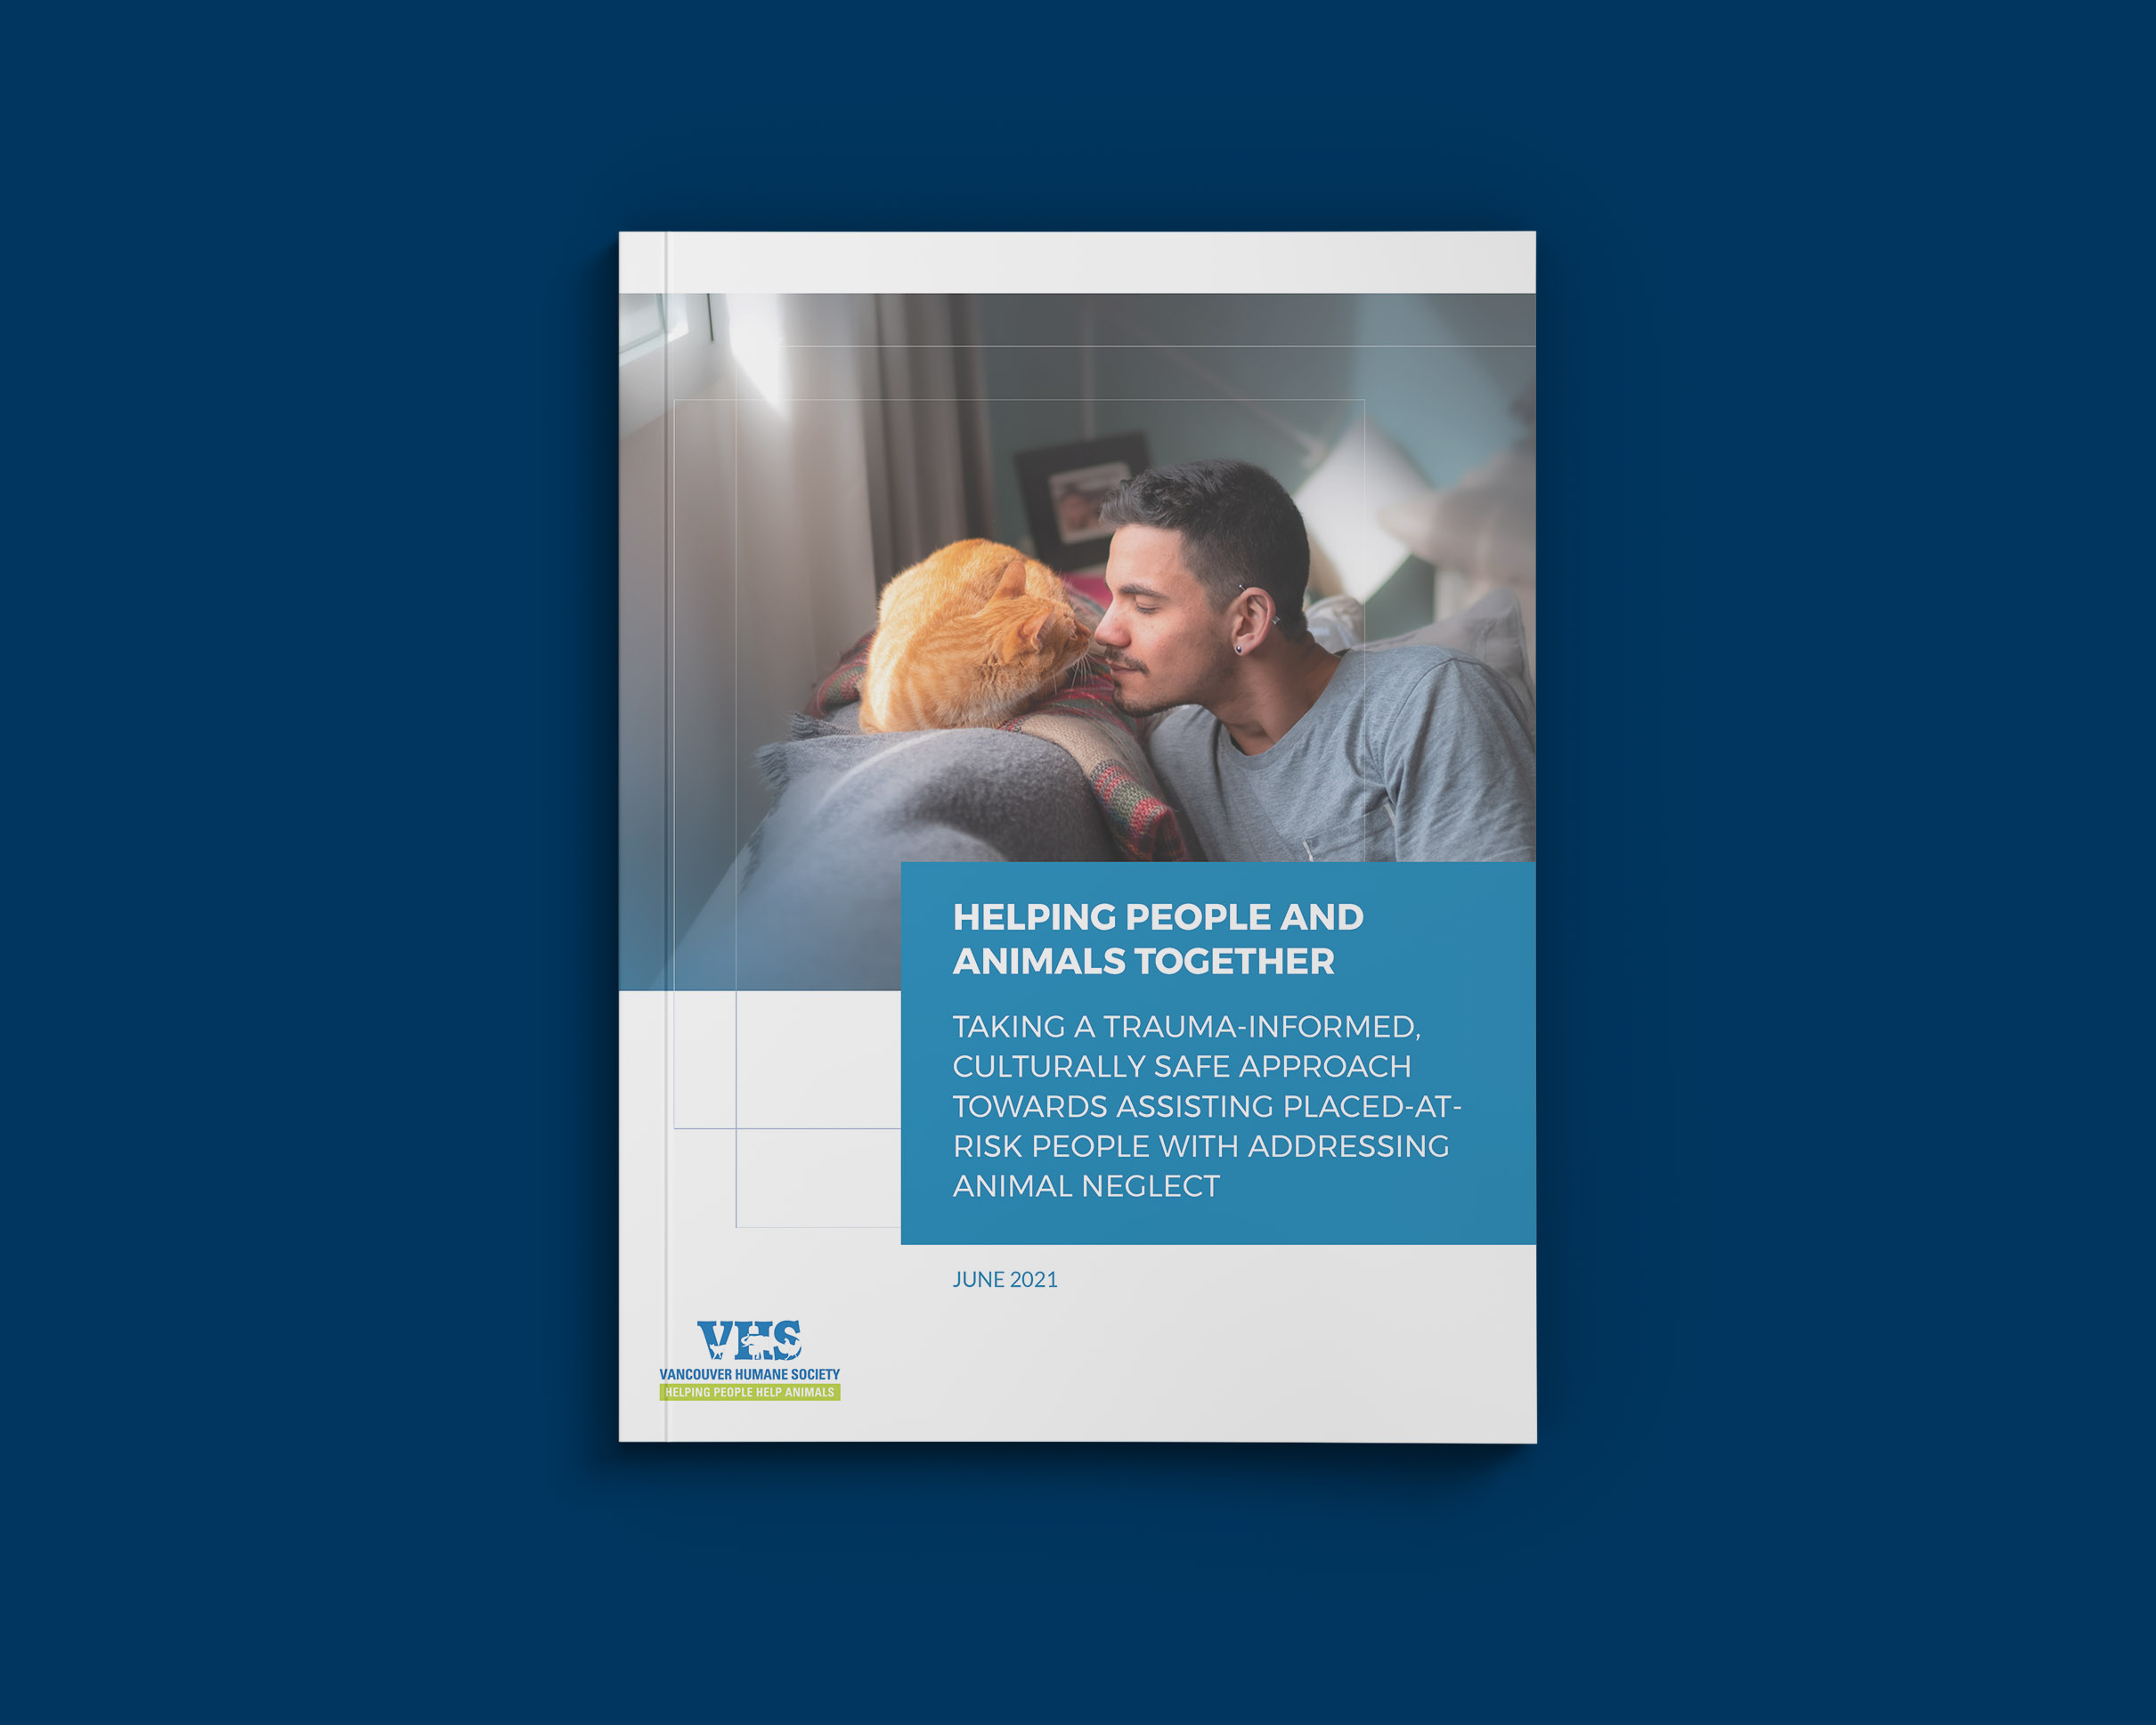 HELPING PEOPLE AND
ANIMALS TOGETHER
TAKING A TRAUMA-INFORMED,
CULTURALLY SAFE APPROACH
TOWARDS ASSISTING PLACED-AT-
RISK PEOPLE WITH ADDRESSING
ANIMAL NEGLECT
JUNE 2021
VHS
VANCOUVER HUMANE SOCIETY
HELPING PEOPLE HELP ANIMALS